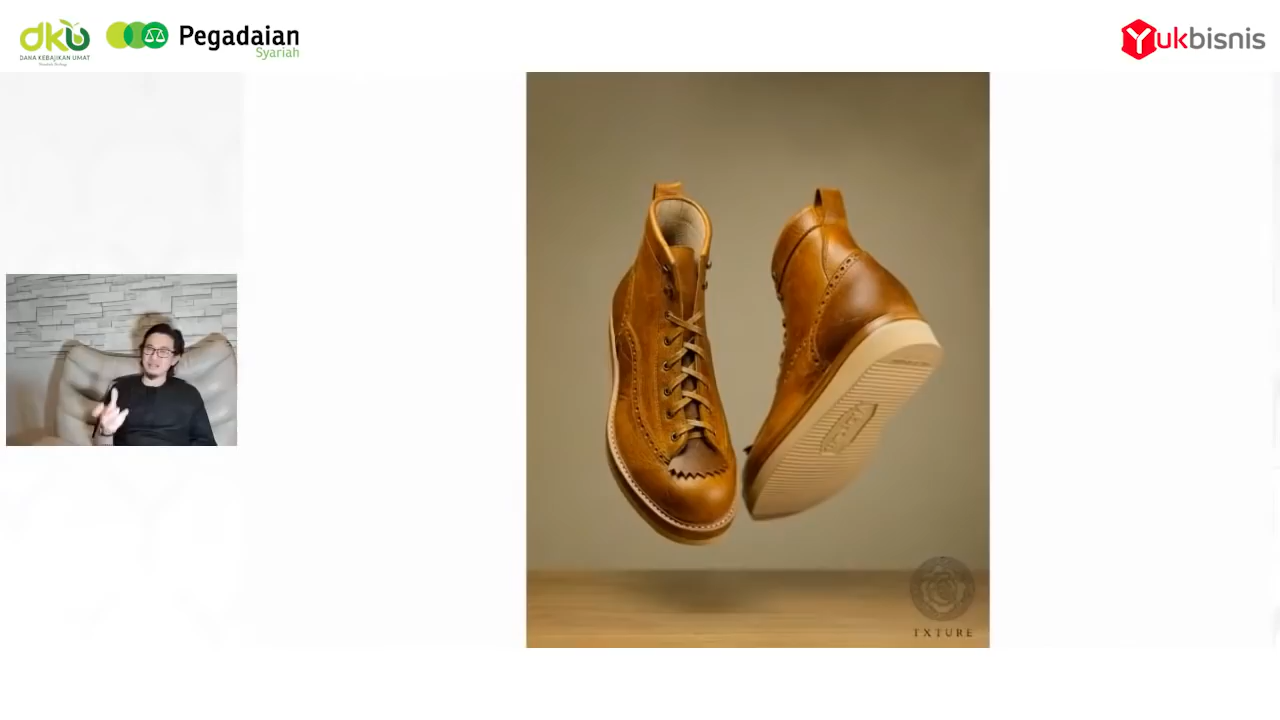 dku
DANA KEBAJIKAN UMAT
Pegadaian
Syariah
Yukbisnis
TXTURE